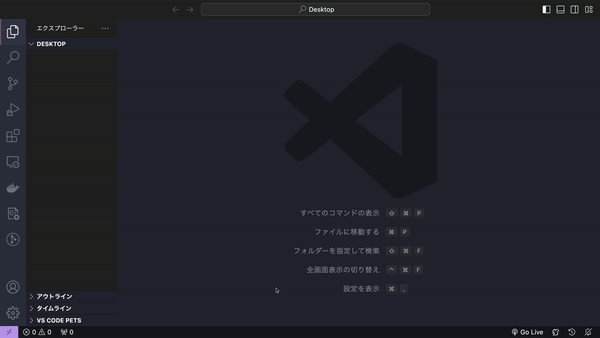 Desktop
エクスプローラー ...
DESKTOP
すべてのコマンドの表示 ⇧ ⌘ P
ファイルに移動する ⌘ P
フォルダーを指定して検索 ⇧ ⌘ F
全画面表示の切り替え ^ ⌘ F
設定を表示 ⌘ ,
アウトライン
タイムライン
VS CODE PETS
0 0 0 Go Live